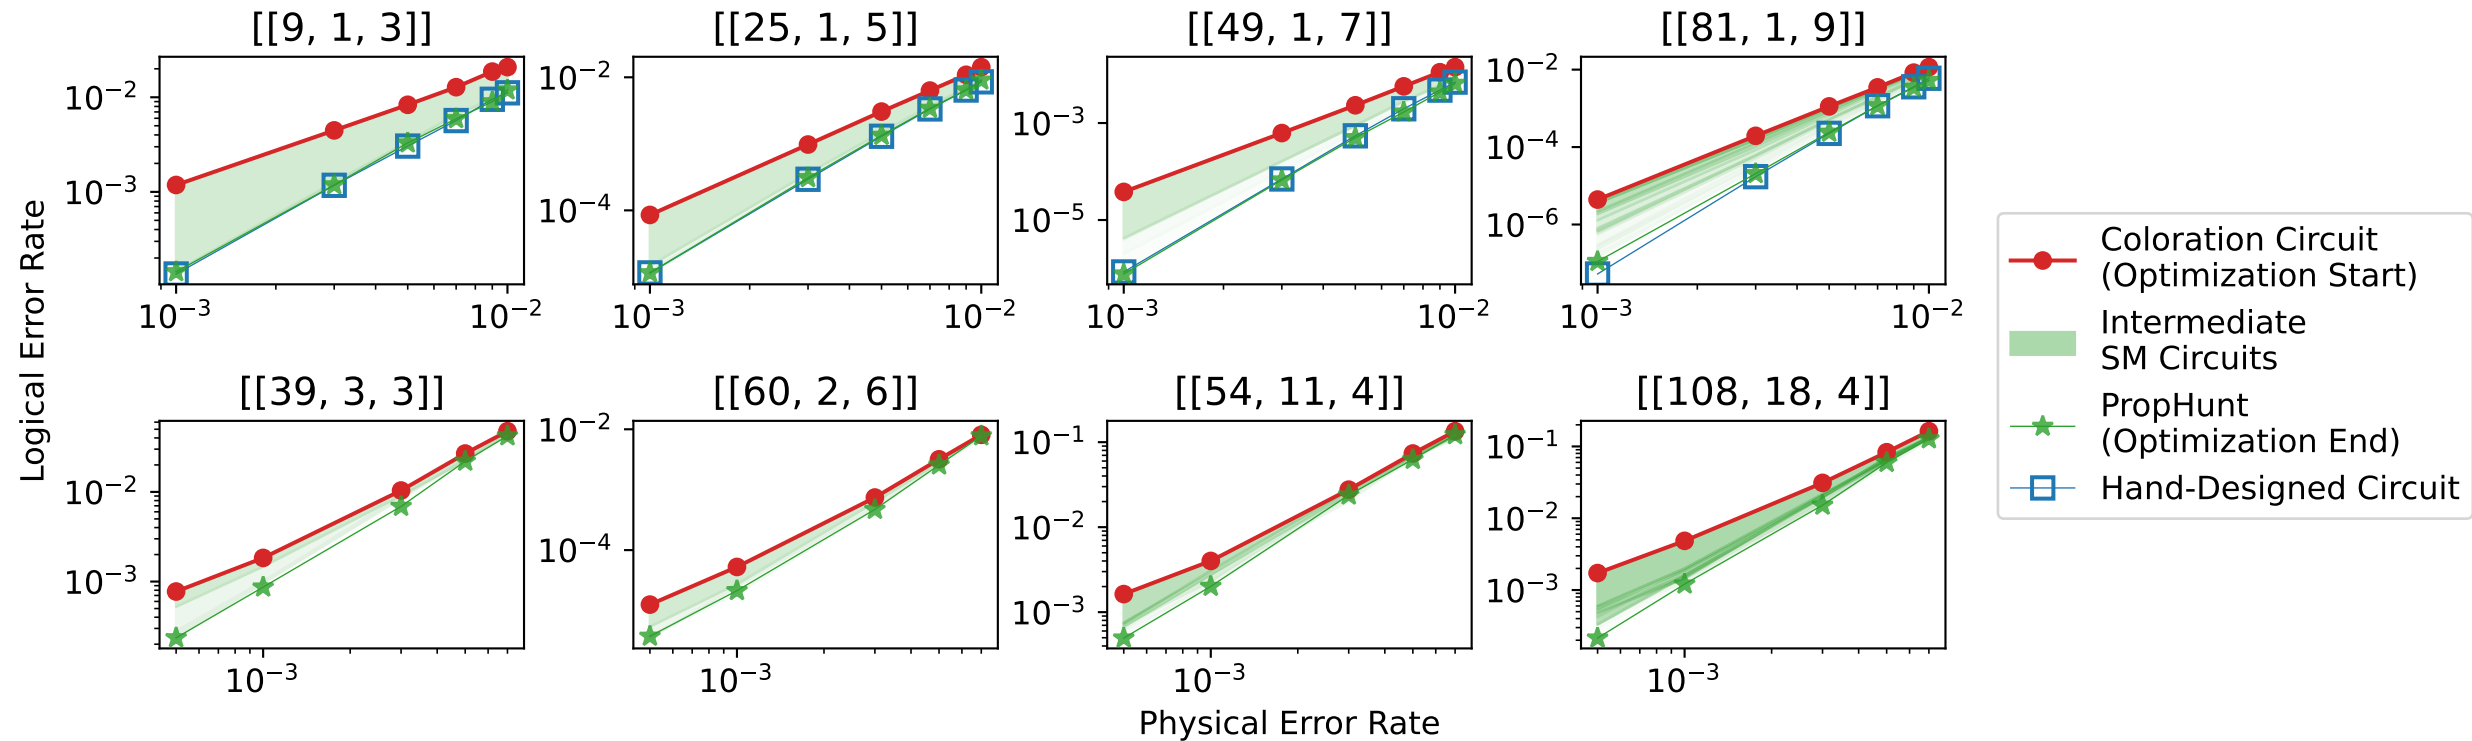 [[9, 1, 3]]
[[25, 1, 5]]
[[49, 1, 7]]
[[81, 1, 9]]
10⁻²
10⁻³
10⁻³
10⁻²
10⁻²
10⁻⁴
10⁻³
10⁻²
10⁻³
10⁻⁵
10⁻³
10⁻²
10⁻²
10⁻⁴
10⁻⁶
10⁻³
10⁻²
Logical Error Rate
[[39, 3, 3]]
[[60, 2, 6]]
[[54, 11, 4]]
[[108, 18, 4]]
10⁻²
10⁻³
10⁻³
10⁻²
10⁻⁴
10⁻³
10⁻¹
10⁻²
10⁻³
10⁻³
10⁻¹
10⁻²
10⁻³
10⁻³
Physical Error Rate
Coloration Circuit
(Optimization Start)
Intermediate
SM Circuits
PropHunt
(Optimization End)
Hand-Designed Circuit